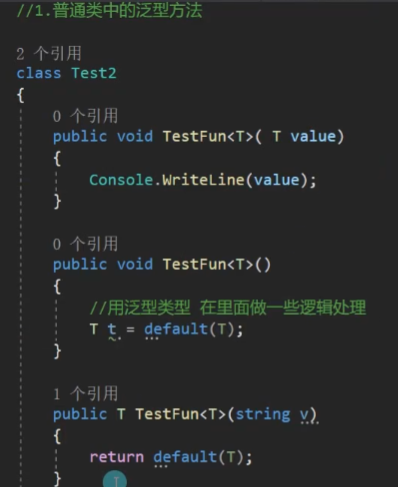 //1.普通类中的泛型方法
2 个引用
class Test2
{
0 个引用
public void TestFun<T>( T value)
{
Console.WriteLine(value);
}
0 个引用
public void TestFun<T>()
{
//用泛型类型 在里面做一些逻辑处理
T t = default(T);
}
1 个引用
public T TestFun<T>(string v)
{
return default(T);
}